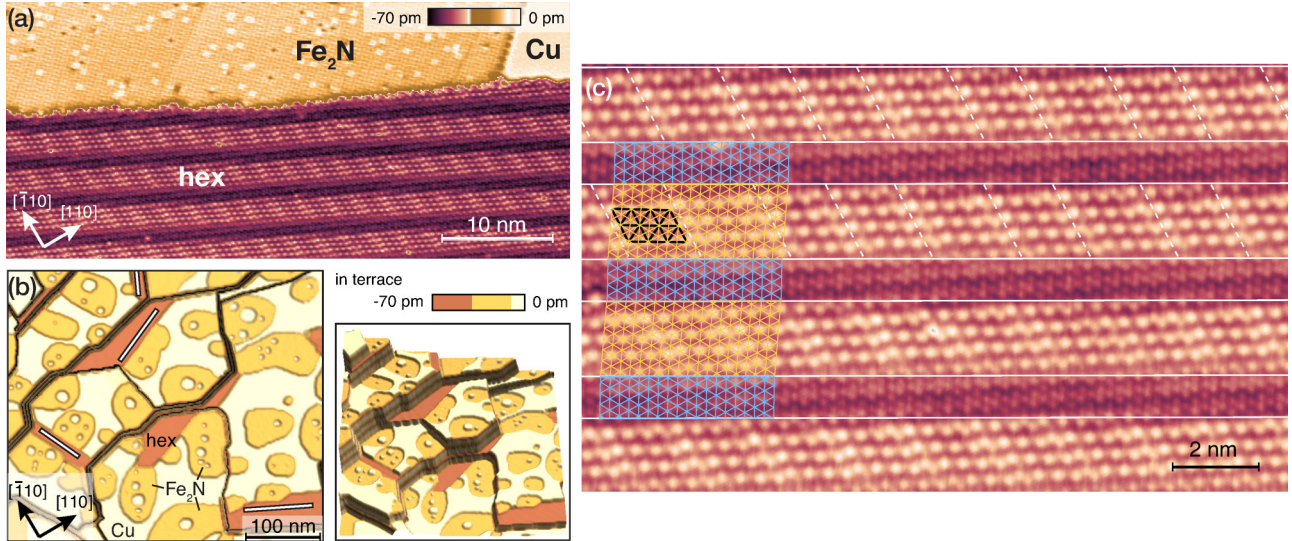 (a)
-70 pm 0 pm
Fe₂N
Cu
hex
[1̅10]
[110]
10 nm
(b)
in terrace
-70 pm 0 pm
hex
Fe₂N
[1̅10]
[110]
Cu
100 nm
(c)
2 nm